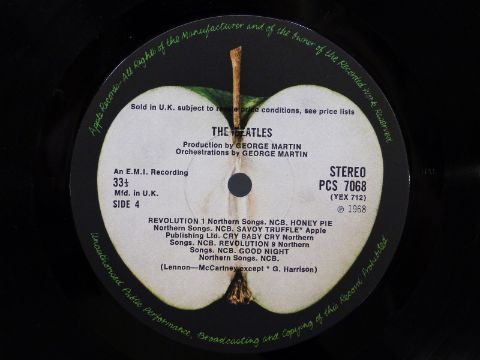 Apple Records·All Rights of the Manufacturer and of the Owner of the Recorded Work Reserved
Sold in U.K. subject to resale price conditions, see price lists
THE BEATLES
Production by GEORGE MARTIN
Orchestrations by GEORGE MARTIN
An E.M.I. Recording
33⅓
Mfd. in U.K.
SIDE 4
STEREO
PCS 7068
(YEX 712)
℗ 1968
REVOLUTION 1 Northern Songs. NCB. HONEY PIE
Northern Songs. NCB. SAVOY TRUFFLE* Apple
Publishing Ltd. CRY BABY CRY Northern
Songs. NCB. REVOLUTION 9 Northern
Songs. NCB. GOOD NIGHT
Northern Songs. NCB.
(Lennon—McCartney except * G. Harrison)
Unauthorised Public Performance, Broadcasting and Copying of this Record Prohibited